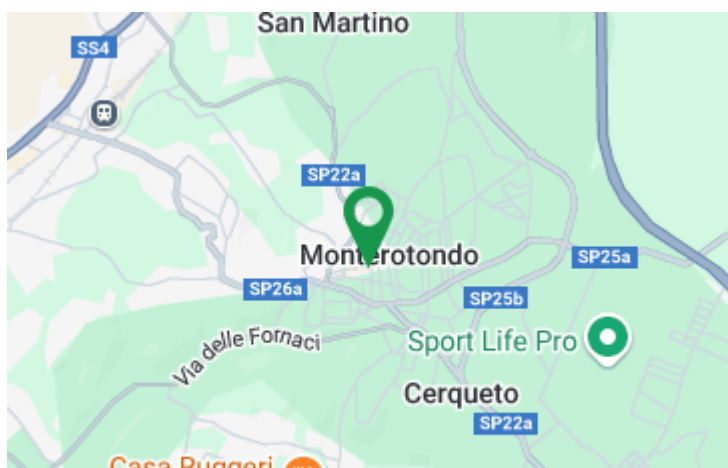 San Martino
SS4
SP22a
Monterotondo
SP25a
SP26a
SP25b
Via delle Fornaci
Sport Life Pro
Cerqueto
SP22a
Casa Ruggeri